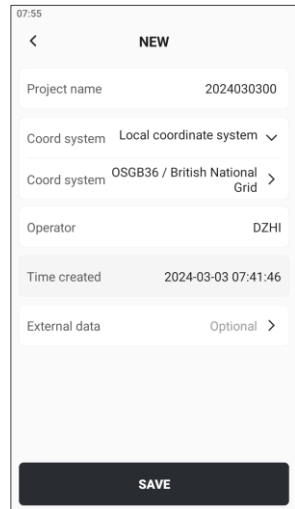 07:55
NEW
Project name 2024030300
Coord system Local coordinate system
Coord system OSGB36 / British National
Grid
Operator DZHI
Time created 2024-03-03 07:41:46
External data Optional
SAVE